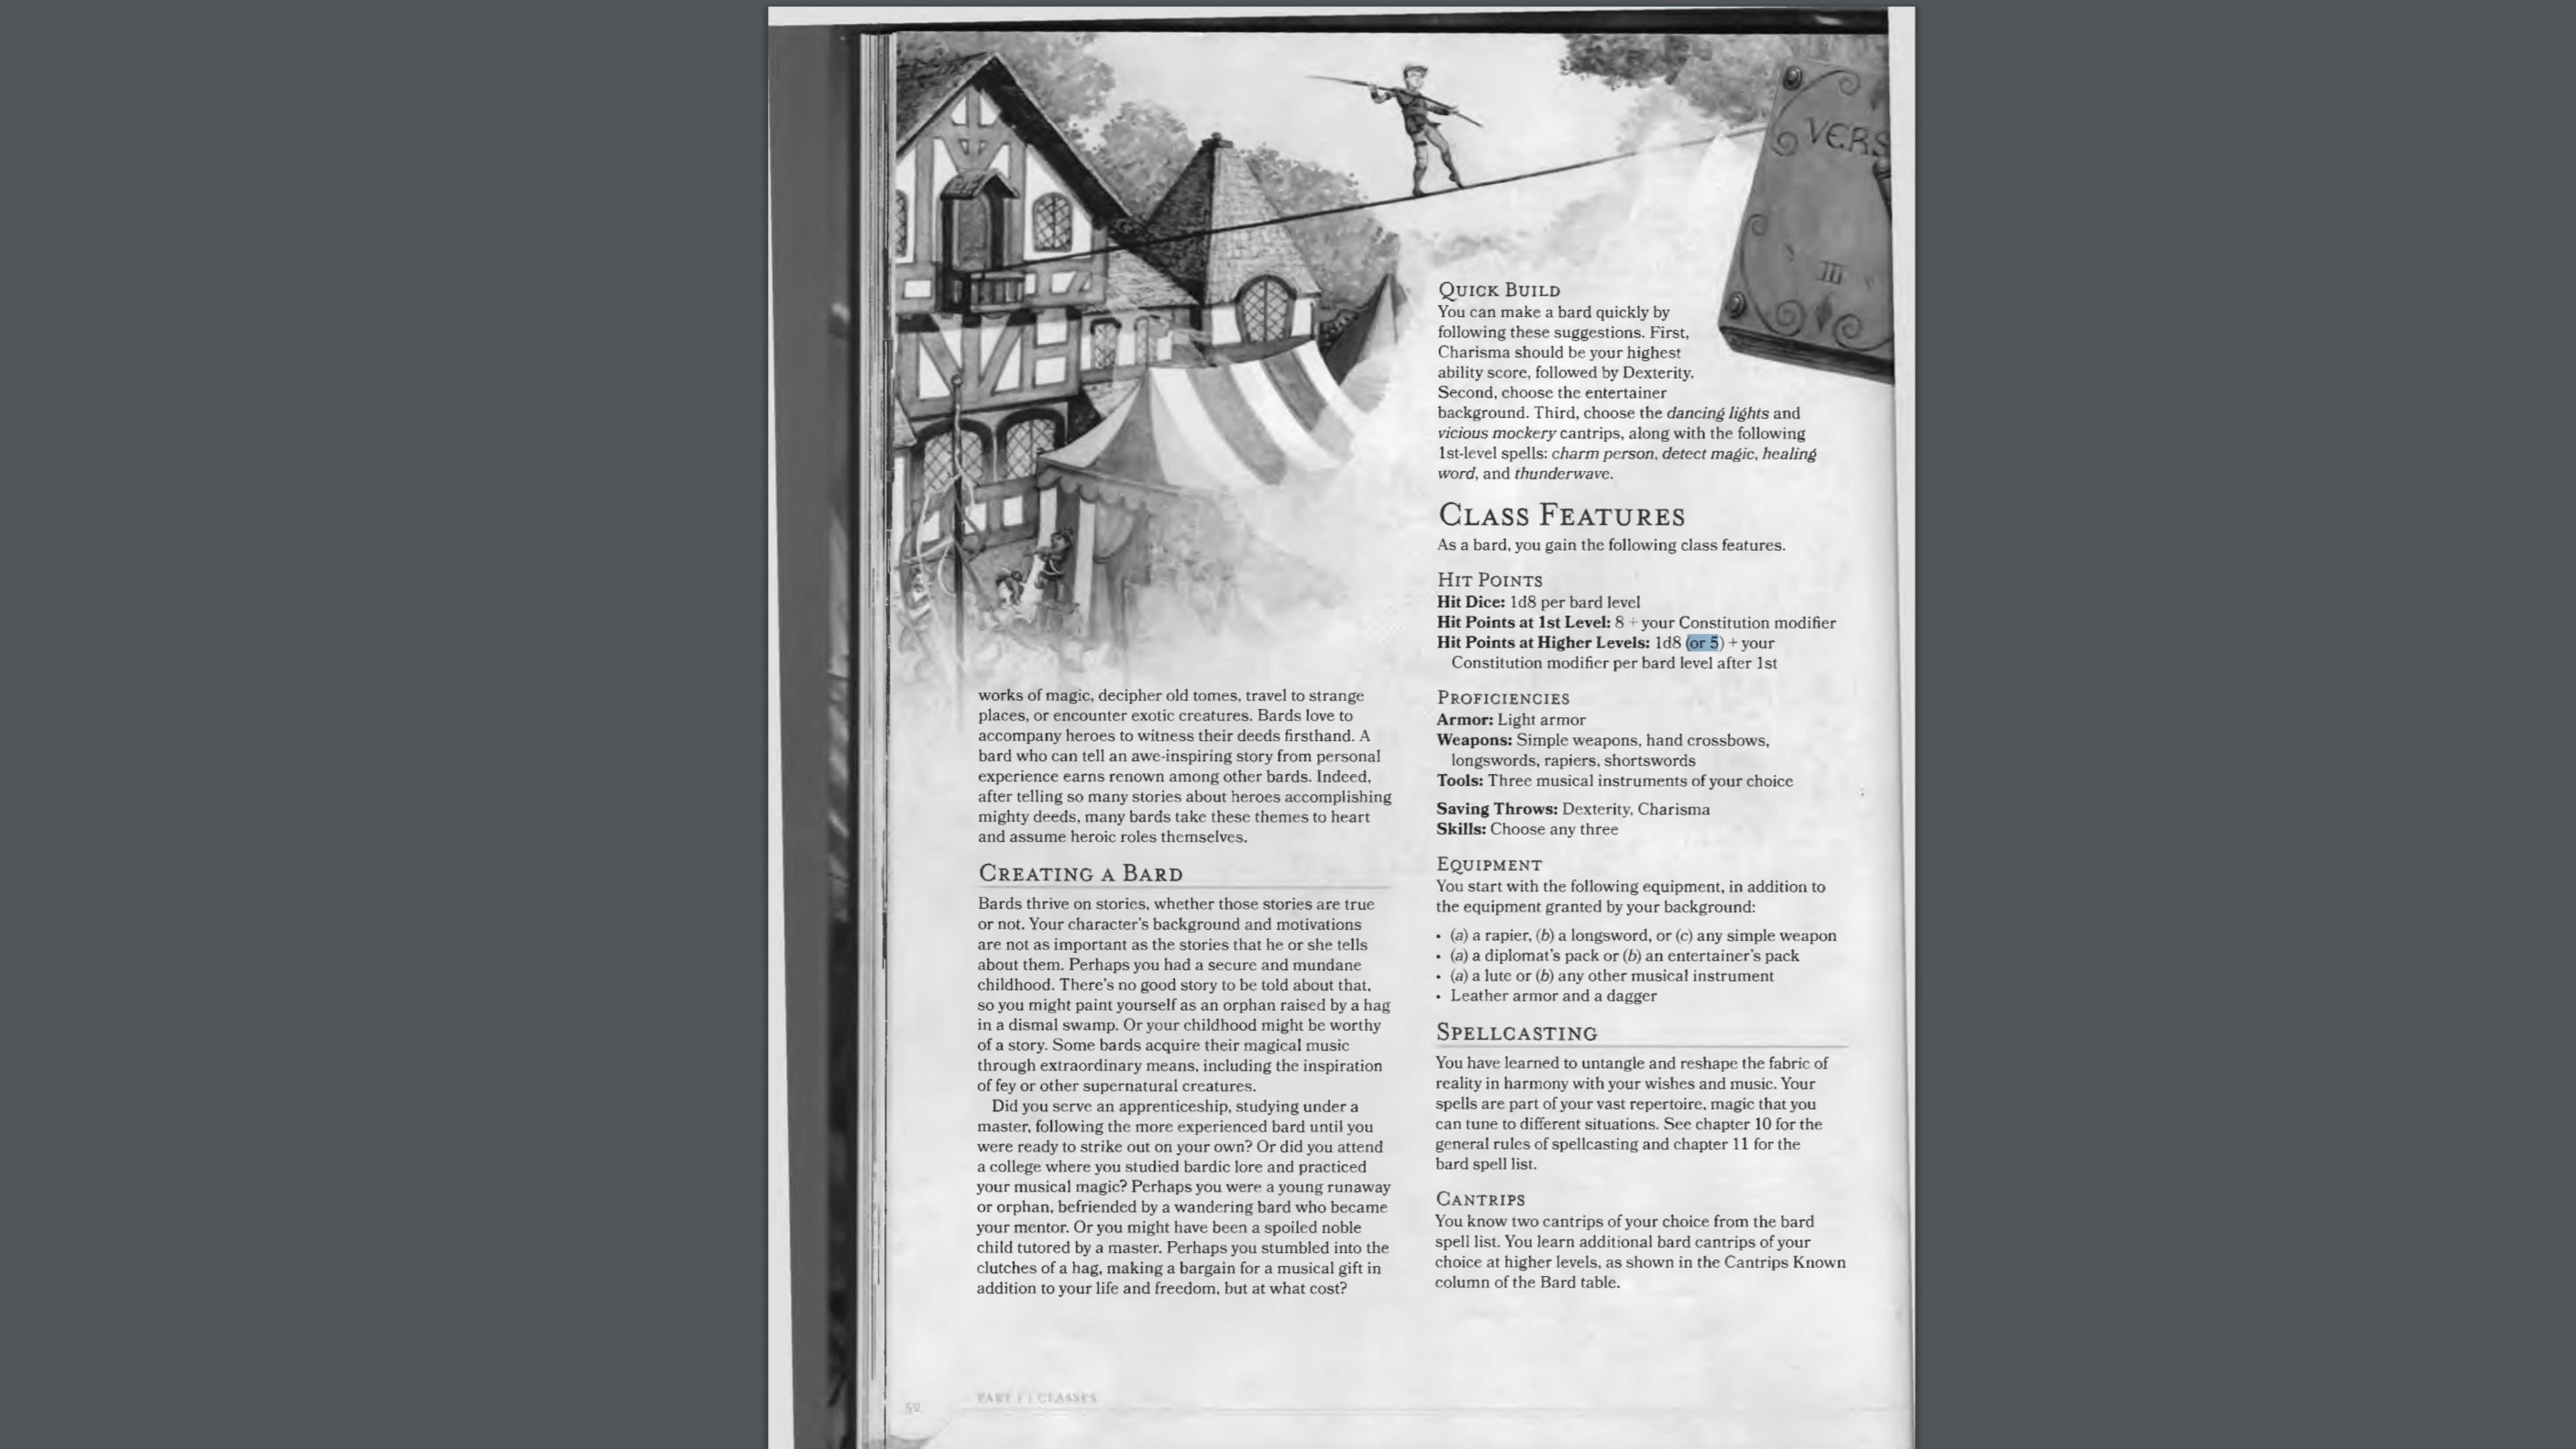 VERS
III
works of magic, decipher old tomes, travel to strange
places, or encounter exotic creatures. Bards love to
accompany heroes to witness their deeds firsthand. A
bard who can tell an awe-inspiring story from personal
experience earns renown among other bards. Indeed,
after telling so many stories about heroes accomplishing
mighty deeds, many bards take these themes to heart
and assume heroic roles themselves.
CREATING A BARD
Bards thrive on stories, whether those stories are true
or not. Your character's background and motivations
are not as important as the stories that he or she tells
about them. Perhaps you had a secure and mundane
childhood. There's no good story to be told about that,
so you might paint yourself as an orphan raised by a hag
in a dismal swamp. Or your childhood might be worthy
of a story. Some bards acquire their magical music
through extraordinary means, including the inspiration
of fey or other supernatural creatures.
Did you serve an apprenticeship, studying under a
master, following the more experienced bard until you
were ready to strike out on your own? Or did you attend
a college where you studied bardic lore and practiced
your musical magic? Perhaps you were a young runaway
or orphan, befriended by a wandering bard who became
your mentor. Or you might have been a spoiled noble
child tutored by a master. Perhaps you stumbled into the
clutches of a hag, making a bargain for a musical gift in
addition to your life and freedom, but at what cost?
QUICK BUILD
You can make a bard quickly by
following these suggestions. First,
Charisma should be your highest
ability score, followed by Dexterity.
Second, choose the entertainer
background. Third, choose the dancing lights and
vicious mockery cantrips, along with the following
1st-level spells: charm person, detect magic, healing
word, and thunderwave.
CLASS FEATURES
As a bard, you gain the following class features.
HIT POINTS
Hit Dice: 1d8 per bard level
Hit Points at 1st Level: 8 + your Constitution modifier
Hit Points at Higher Levels: 1d8 (or 5) + your
Constitution modifier per bard level after 1st
PROFICIENCIES
Armor: Light armor
Weapons: Simple weapons, hand crossbows,
longswords, rapiers, shortswords
Tools: Three musical instruments of your choice
Saving Throws: Dexterity, Charisma
Skills: Choose any three
EQUIPMENT
You start with the following equipment, in addition to
the equipment granted by your background:
• (a) a rapier, (b) a longsword, or (c) any simple weapon
• (a) a diplomat's pack or (b) an entertainer's pack
• (a) a lute or (b) any other musical instrument
• Leather armor and a dagger
SPELLCASTING
You have learned to untangle and reshape the fabric of
reality in harmony with your wishes and music. Your
spells are part of your vast repertoire, magic that you
can tune to different situations. See chapter 10 for the
general rules of spellcasting and chapter 11 for the
bard spell list.
CANTRIPS
You know two cantrips of your choice from the bard
spell list. You learn additional bard cantrips of your
choice at higher levels, as shown in the Cantrips Known
column of the Bard table.
52
PART 1 | CLASSES